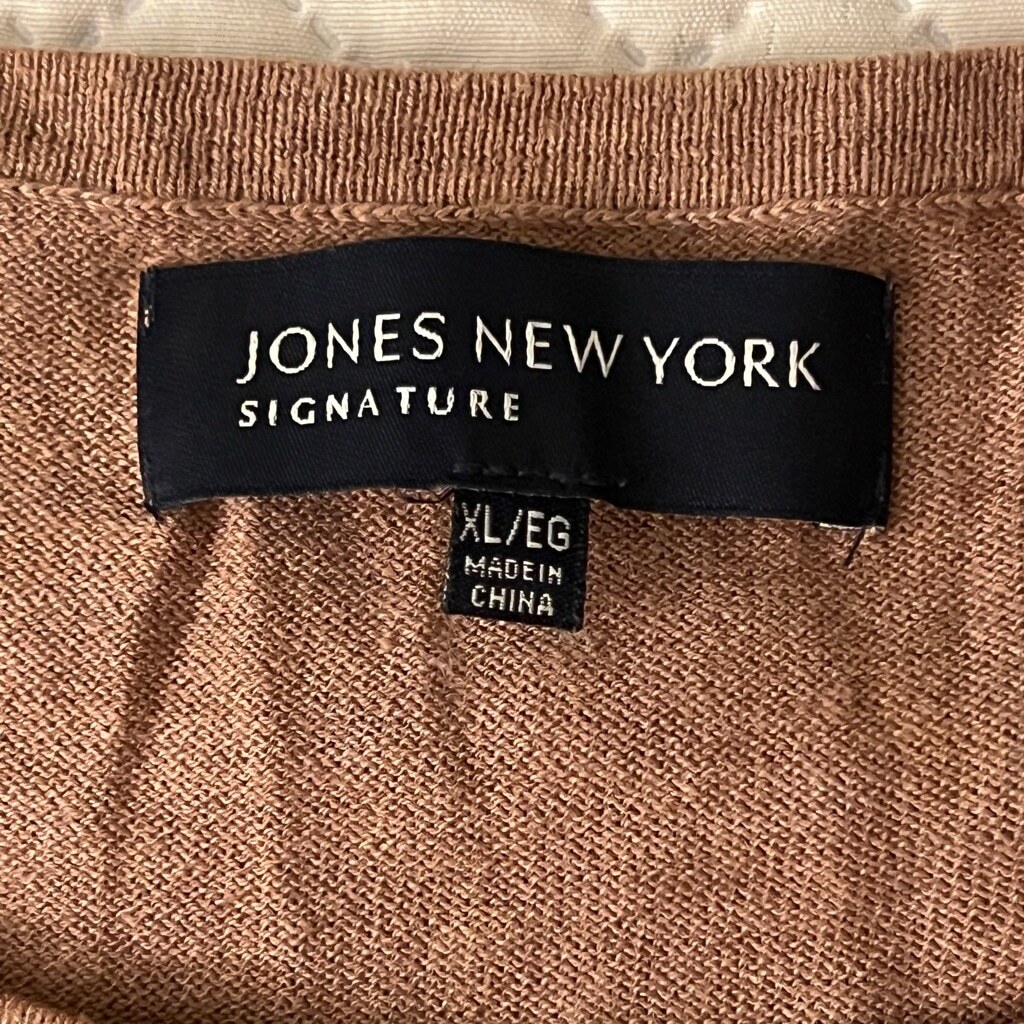 JONES NEW YORK
SIGNATURE
XL/EG
MADE IN
CHINA